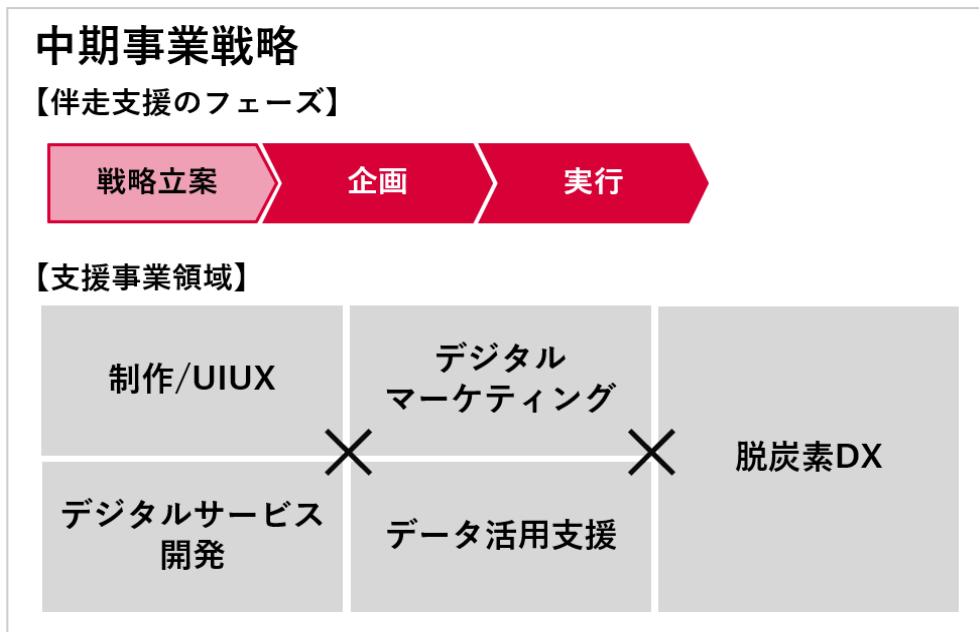 中期事業戦略
【伴走支援のフェーズ】
戦略立案
企画
実行
【支援事業領域】
制作/UIUX
デジタル
マーケティング
脱炭素DX
デジタルサービス
開発
データ活用支援